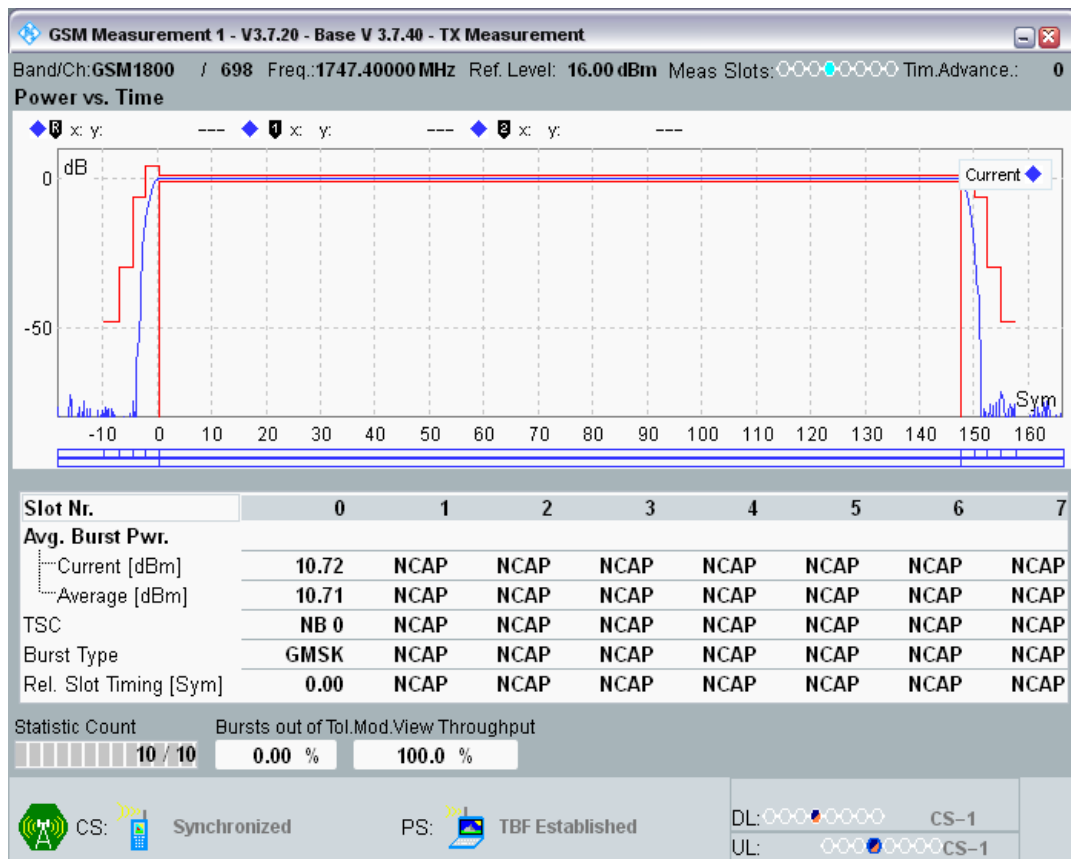 GSM Measurement 1 - V3.7.20 - Base V 3.7.40 - TX Measurement
Band/Ch:GSM1800 / 698 Freq.:1747.40000 MHz Ref. Level: 16.00 dBm Meas Slots: Tim.Advance.: 0
Power vs. Time
R x: y: --- 1 x: y: --- 2 x: y: ---
dB
0
Current
-50
Sym
-10 0 10 20 30 40 50 60 70 80 90 100 110 120 130 140 150 160
Slot Nr. 0 1 2 3 4 5 6 7
Avg. Burst Pwr.
Current [dBm] 10.72 NCAP NCAP NCAP NCAP NCAP NCAP NCAP
Average [dBm] 10.71 NCAP NCAP NCAP NCAP NCAP NCAP NCAP
TSC NB 0 NCAP NCAP NCAP NCAP NCAP NCAP NCAP
Burst Type GMSK NCAP NCAP NCAP NCAP NCAP NCAP NCAP
Rel. Slot Timing [Sym] 0.00 NCAP NCAP NCAP NCAP NCAP NCAP NCAP
Statistic Count Bursts out of Tol.Mod.View Throughput
10 / 10 0.00 % 100.0 %
CS: Synchronized PS: TBF Established
DL: CS-1
UL: CS-1